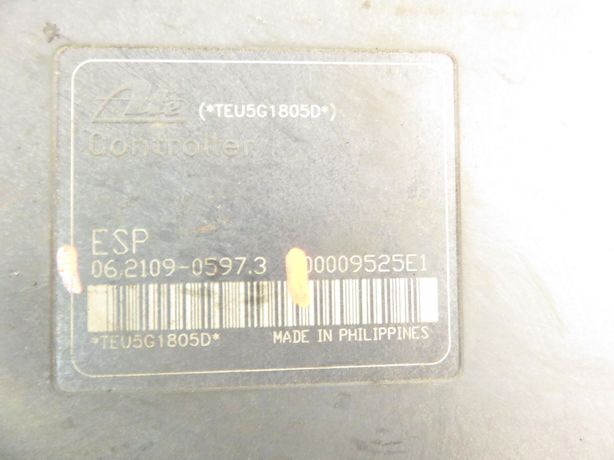 Ate (*TEU5G1805D*)
Controller
ESP
06.2109-0597.3 00009525E1
*TEU5G1805D* MADE IN PHILIPPINES